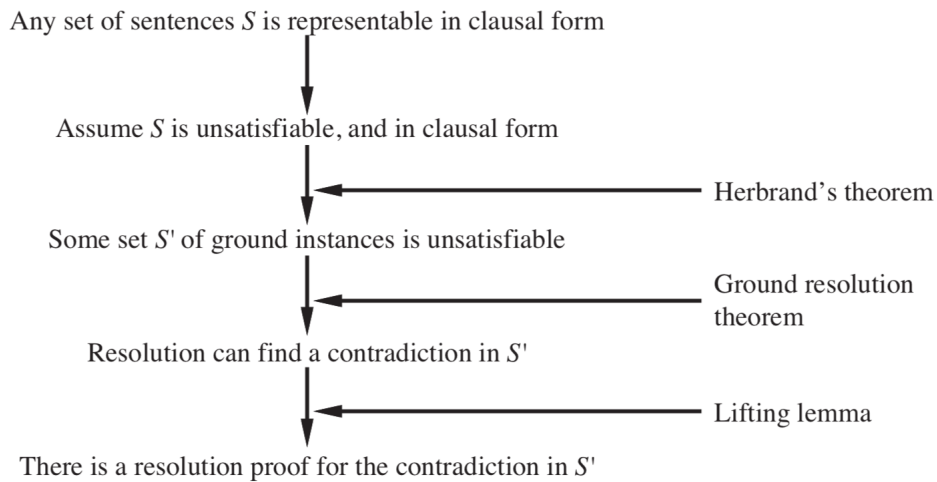 Any set of sentences S is representable in clausal form
Assume S is unsatisfiable, and in clausal form
Herbrand’s theorem
Some set S' of ground instances is unsatisfiable
Ground resolution
theorem
Resolution can find a contradiction in S'
Lifting lemma
There is a resolution proof for the contradiction in S'